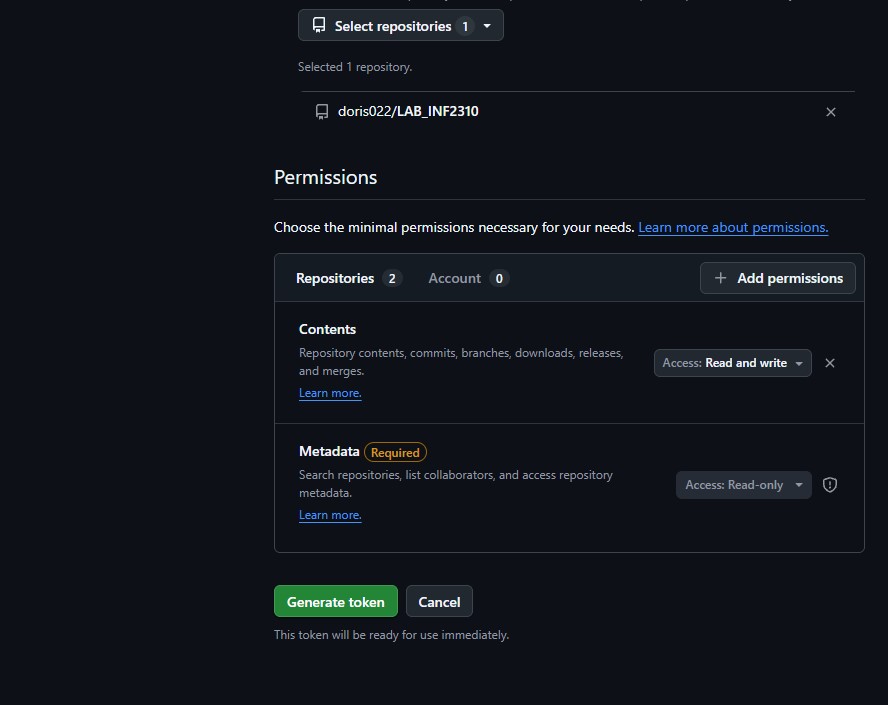 Select repositories 1
Selected 1 repository.
doris022/LAB_INF2310
Permissions
Choose the minimal permissions necessary for your needs. Learn more about permissions.
Repositories 2 Account 0 Add permissions
Contents
Repository contents, commits, branches, downloads, releases,
and merges.
Access: Read and write
Learn more.
Metadata Required
Search repositories, list collaborators, and access repository
metadata.
Access: Read-only
Learn more.
Generate token Cancel
This token will be ready for use immediately.